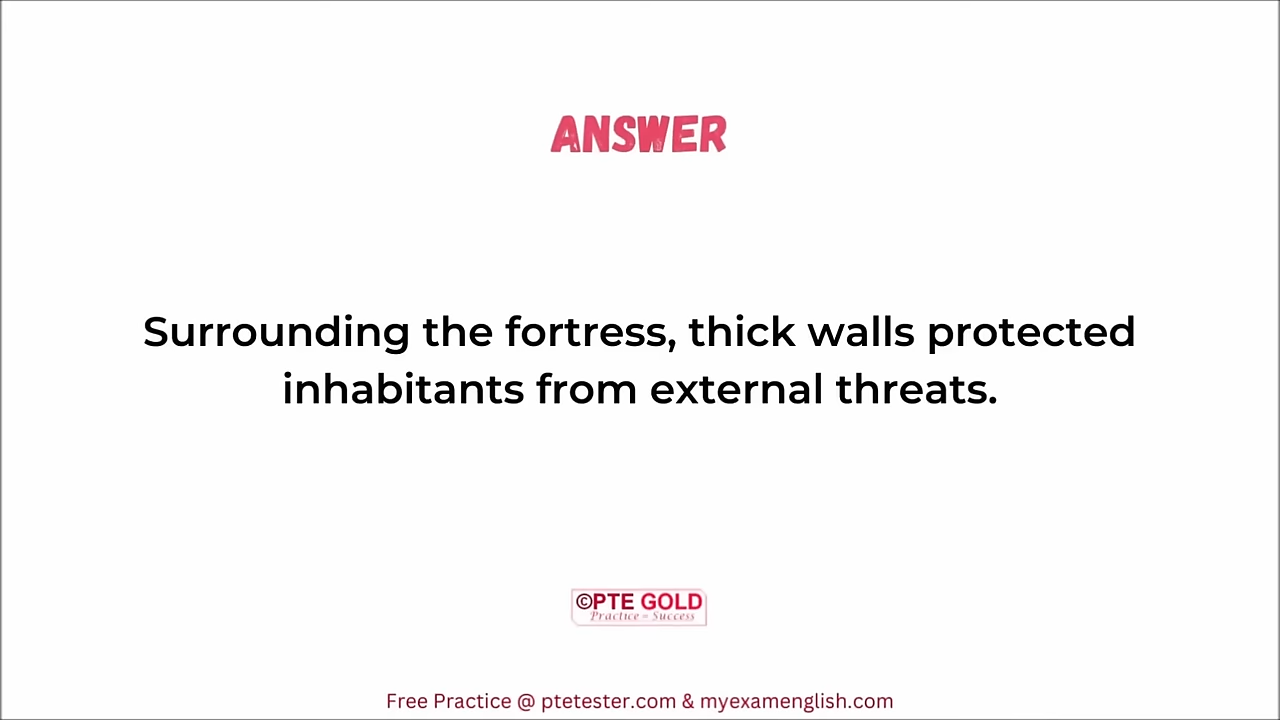 ANSWER
Surrounding the fortress, thick walls protected
inhabitants from external threats.
©PTE GOLD
Practice = Success
Free Practice @ ptetester.com & myexamenglish.com